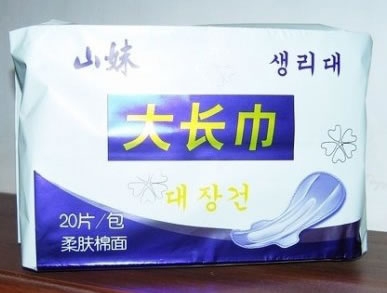 山妹
생리대
大长巾
대장건
20片/包
柔肤棉面